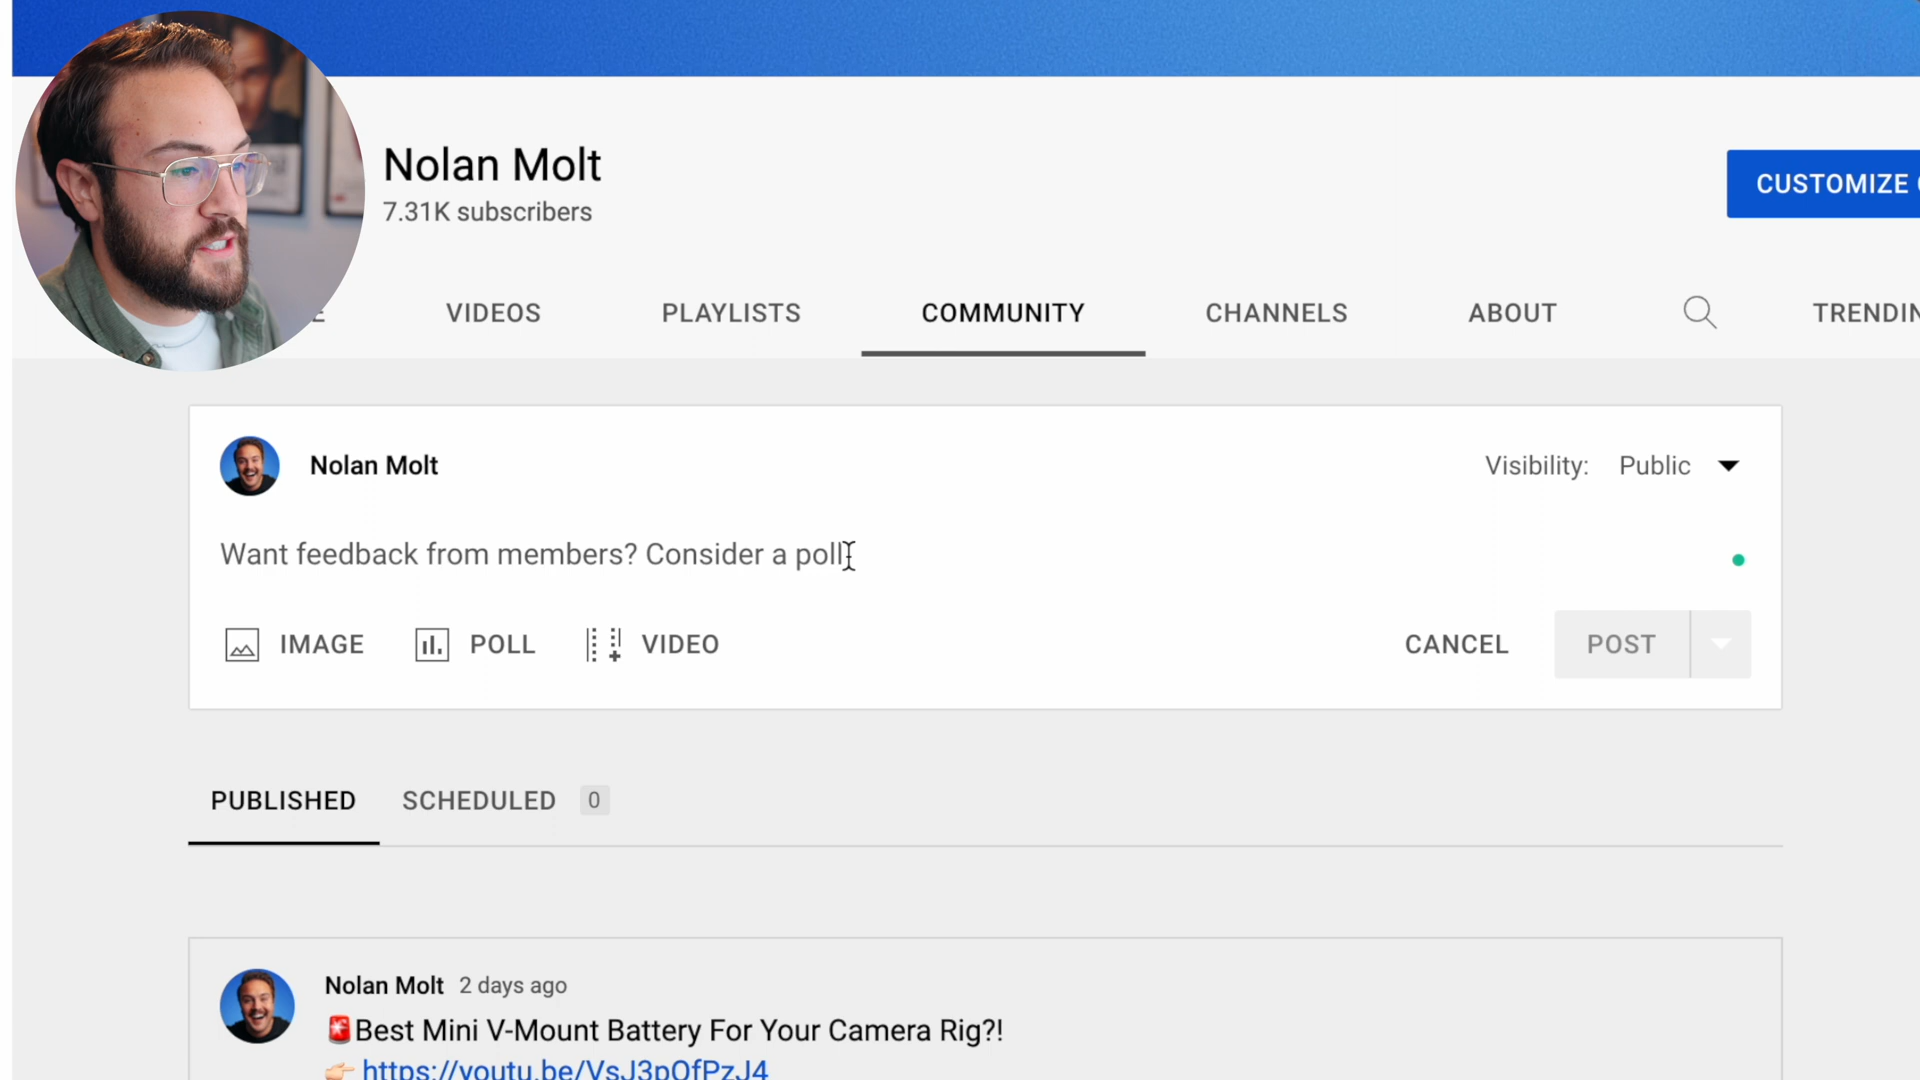 Nolan Molt
7.31K subscribers
CUSTOMIZE
E VIDEOS PLAYLISTS COMMUNITY CHANNELS ABOUT TRENDIN
Nolan Molt
Visibility: Public
Want feedback from members? Consider a poll
IMAGE POLL VIDEO
CANCEL POST
PUBLISHED SCHEDULED 0
Nolan Molt 2 days ago
🚨Best Mini V-Mount Battery For Your Camera Rig?!
👉🏻 https://youtu.be/VsJ3pOfPzJ4